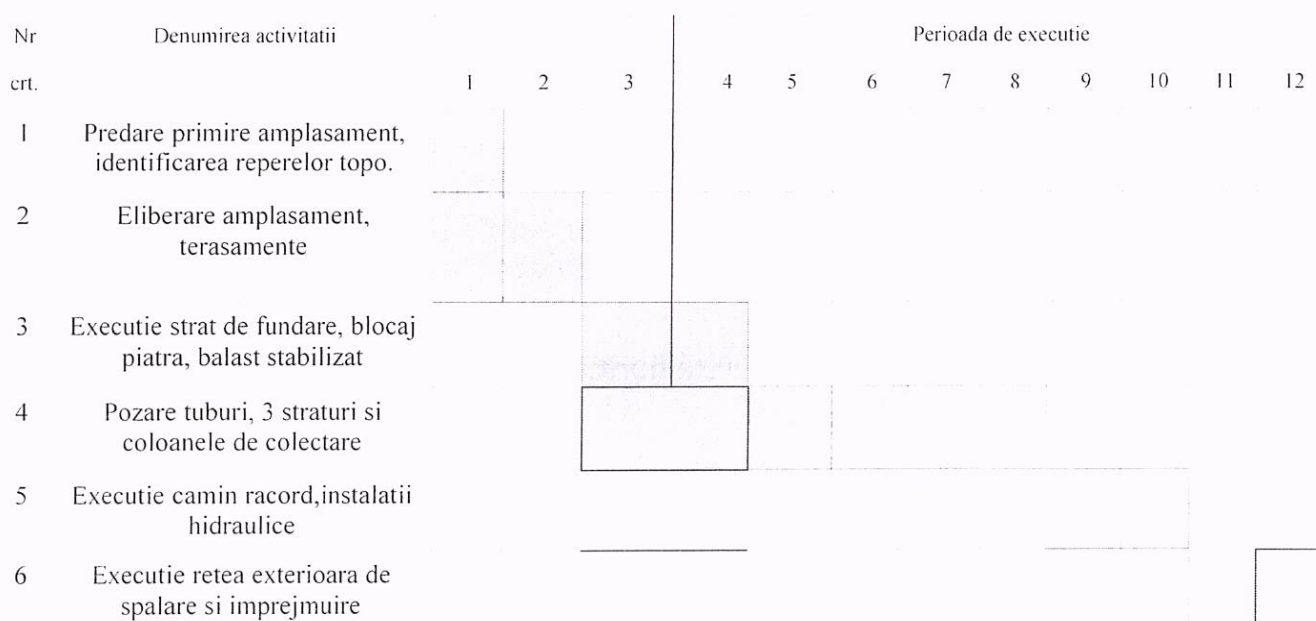 Nr Denumirea activitatii Perioada de executie
crt. 1 2 3 4 5 6 7 8 9 10 11 12
1 Predare primire amplasament,
identificarea reperelor topo.
2 Eliberare amplasament,
terasamente
3 Executie strat de fundare, blocaj
piatra, balast stabilizat
4 Pozare tuburi, 3 straturi si
coloanele de colectare
5 Executie camin racord,instalatii
hidraulice
6 Executie retea exterioara de
spalare si imprejmuire